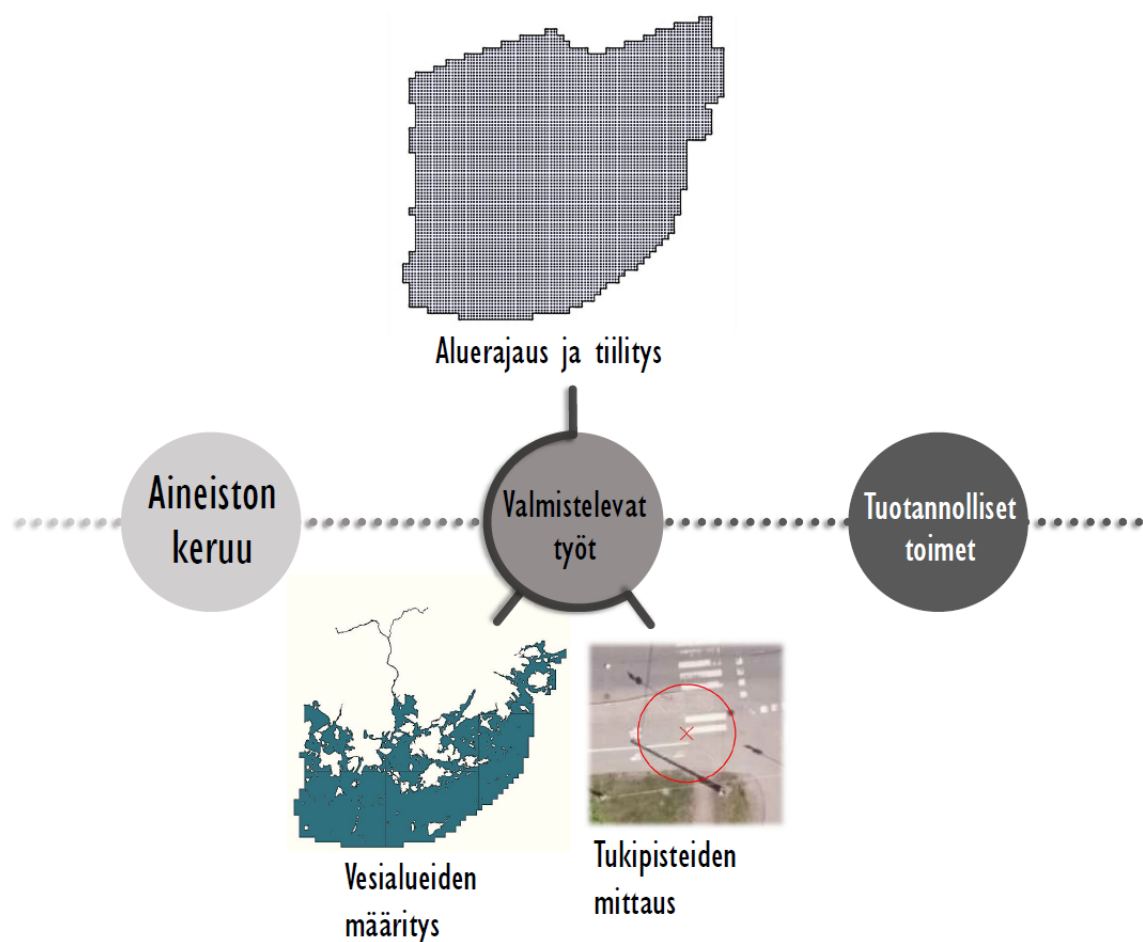 Aluerajaus ja tiilitys
Aineiston
keruu
Valmistelevat
työt
Tuotannolliset
toimet
Vesialueiden
määritys
Tukipisteiden
mittaus